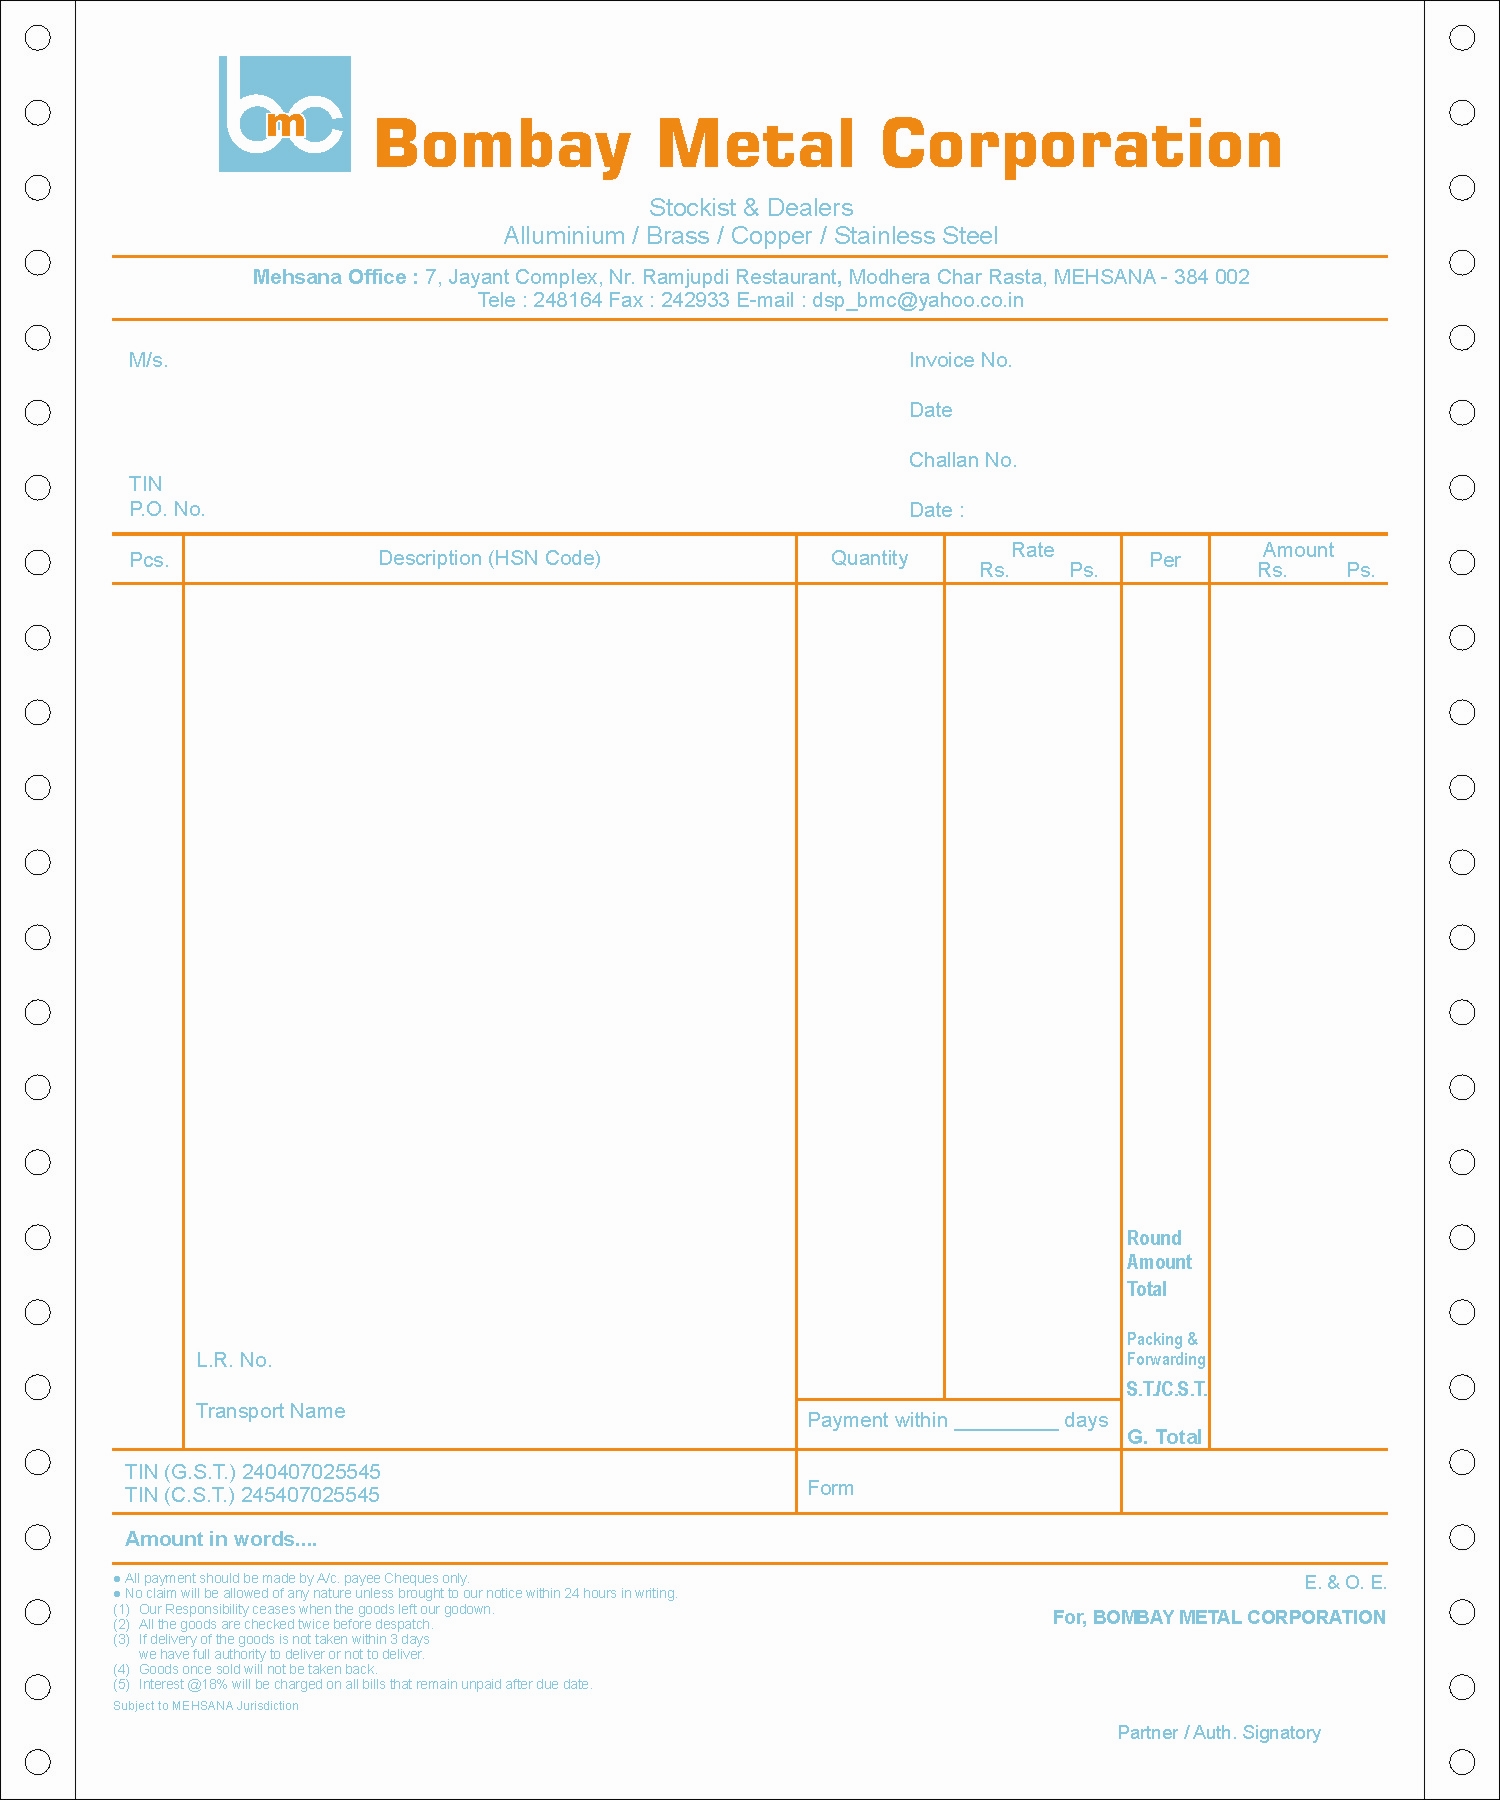 bmc
Bombay Metal Corporation
Stockist & Dealers
Alluminium / Brass / Copper / Stainless Steel
Mehsana Office : 7, Jayant Complex, Nr. Ramjupdi Restaurant, Modhera Char Rasta, MEHSANA - 384 002
Tele : 248164 Fax : 242933 E-mail : dsp_bmc@yahoo.co.in
M/s.
Invoice No.
Date
Challan No.
TIN
P.O. No.
Date :
Pcs.
Description (HSN Code)
Quantity
Rate
Rs. Ps.
Per
Amount
Rs. Ps.
Round
Amount
Total
Packing &
Forwarding
S.T./C.S.T.
G. Total
L.R. No.
Transport Name
Payment within _________ days
TIN (G.S.T.) 240407025545
TIN (C.S.T.) 245407025545
Form
Amount in words....
● All payment should be made by A/c. payee Cheques only.
● No claim will be allowed of any nature unless brought to our notice within 24 hours in writing.
(1) Our Responsibility ceases when the goods left our godown.
(2) All the goods are checked twice before despatch.
(3) If delivery of the goods is not taken within 3 days
we have full authority to deliver or not to deliver.
(4) Goods once sold will not be taken back.
(5) Interest @18% will be charged on all bills that remain unpaid after due date.
Subject to MEHSANA Jurisdiction
E. & O. E.
For, BOMBAY METAL CORPORATION
Partner / Auth. Signatory